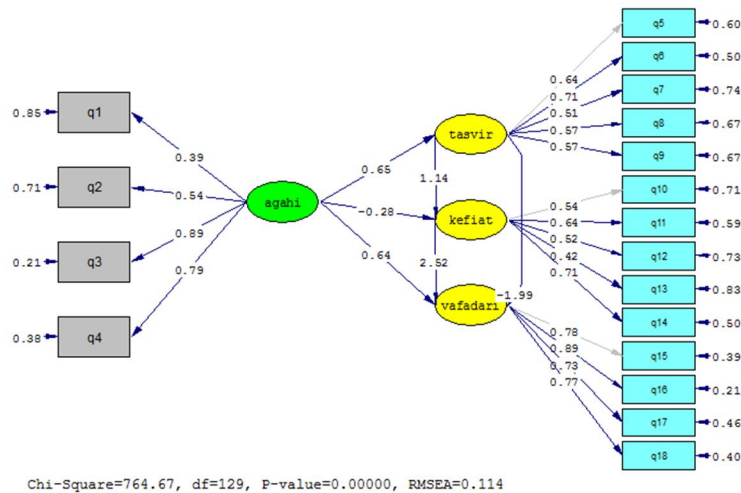 q5
0.60
q6
0.50
q7
0.74
q8
0.67
q9
0.67
q10
0.71
q11
0.59
q12
0.73
q13
0.83
q14
0.50
q15
0.39
q16
0.21
q17
0.46
q18
0.40
0.85
q1
0.71
q2
0.21
q3
0.38
q4
0.39
0.54
0.89
0.79
agahi
0.65
-0.28
0.64
tasvir
1.14
kefiat
2.52
vafadari
-1.99
0.64
0.71
0.51
0.57
0.57
0.54
0.64
0.52
0.42
0.71
0.78
0.89
0.73
0.77
Chi-Square=764.67, df=129, P-value=0.00000, RMSEA=0.114